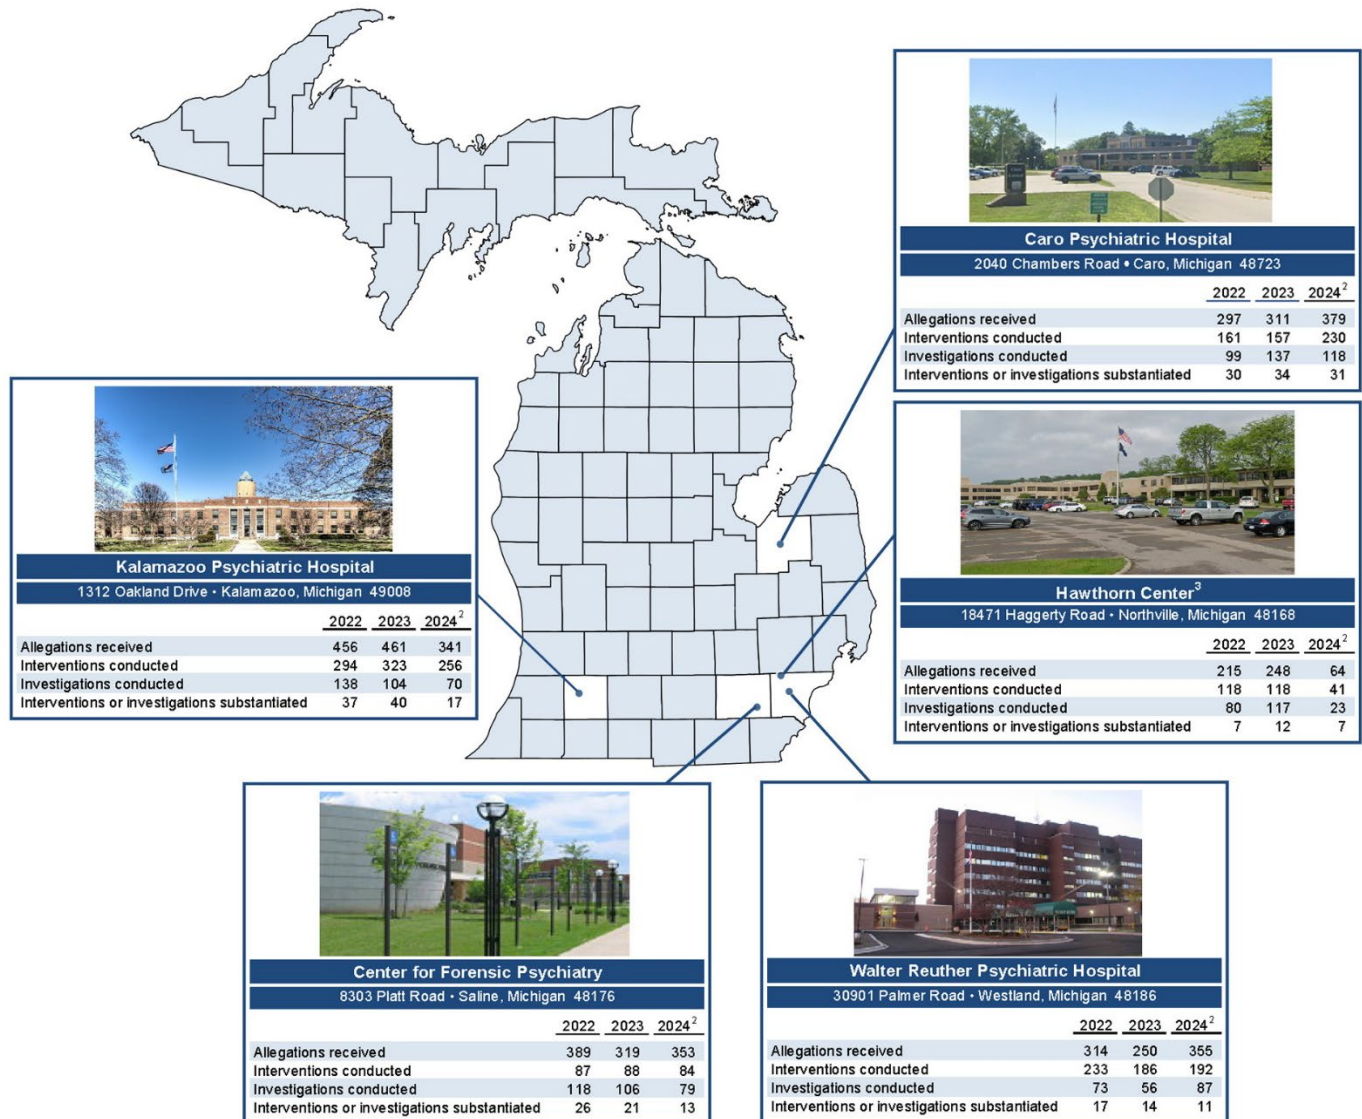 Caro Psychiatric Hospital
2040 Chambers Road • Caro, Michigan 48723
2022 2023 2024²
Allegations received 297 311 379
Interventions conducted 161 157 230
Investigations conducted 99 137 118
Interventions or investigations substantiated 30 34 31
Kalamazoo Psychiatric Hospital
1312 Oakland Drive • Kalamazoo, Michigan 49008
2022 2023 2024²
Allegations received 456 461 341
Interventions conducted 294 323 256
Investigations conducted 138 104 70
Interventions or investigations substantiated 37 40 17
Hawthorn Center³
18471 Haggerty Road • Northville, Michigan 48168
2022 2023 2024²
Allegations received 215 248 64
Interventions conducted 118 118 41
Investigations conducted 80 117 23
Interventions or investigations substantiated 7 12 7
Center for Forensic Psychiatry
8303 Platt Road • Saline, Michigan 48176
2022 2023 2024²
Allegations received 389 319 353
Interventions conducted 87 88 84
Investigations conducted 118 106 79
Interventions or investigations substantiated 26 21 13
Walter Reuther Psychiatric Hospital
30901 Palmer Road • Westland, Michigan 48186
2022 2023 2024²
Allegations received 314 250 355
Interventions conducted 233 186 192
Investigations conducted 73 56 87
Interventions or investigations substantiated 17 14 11